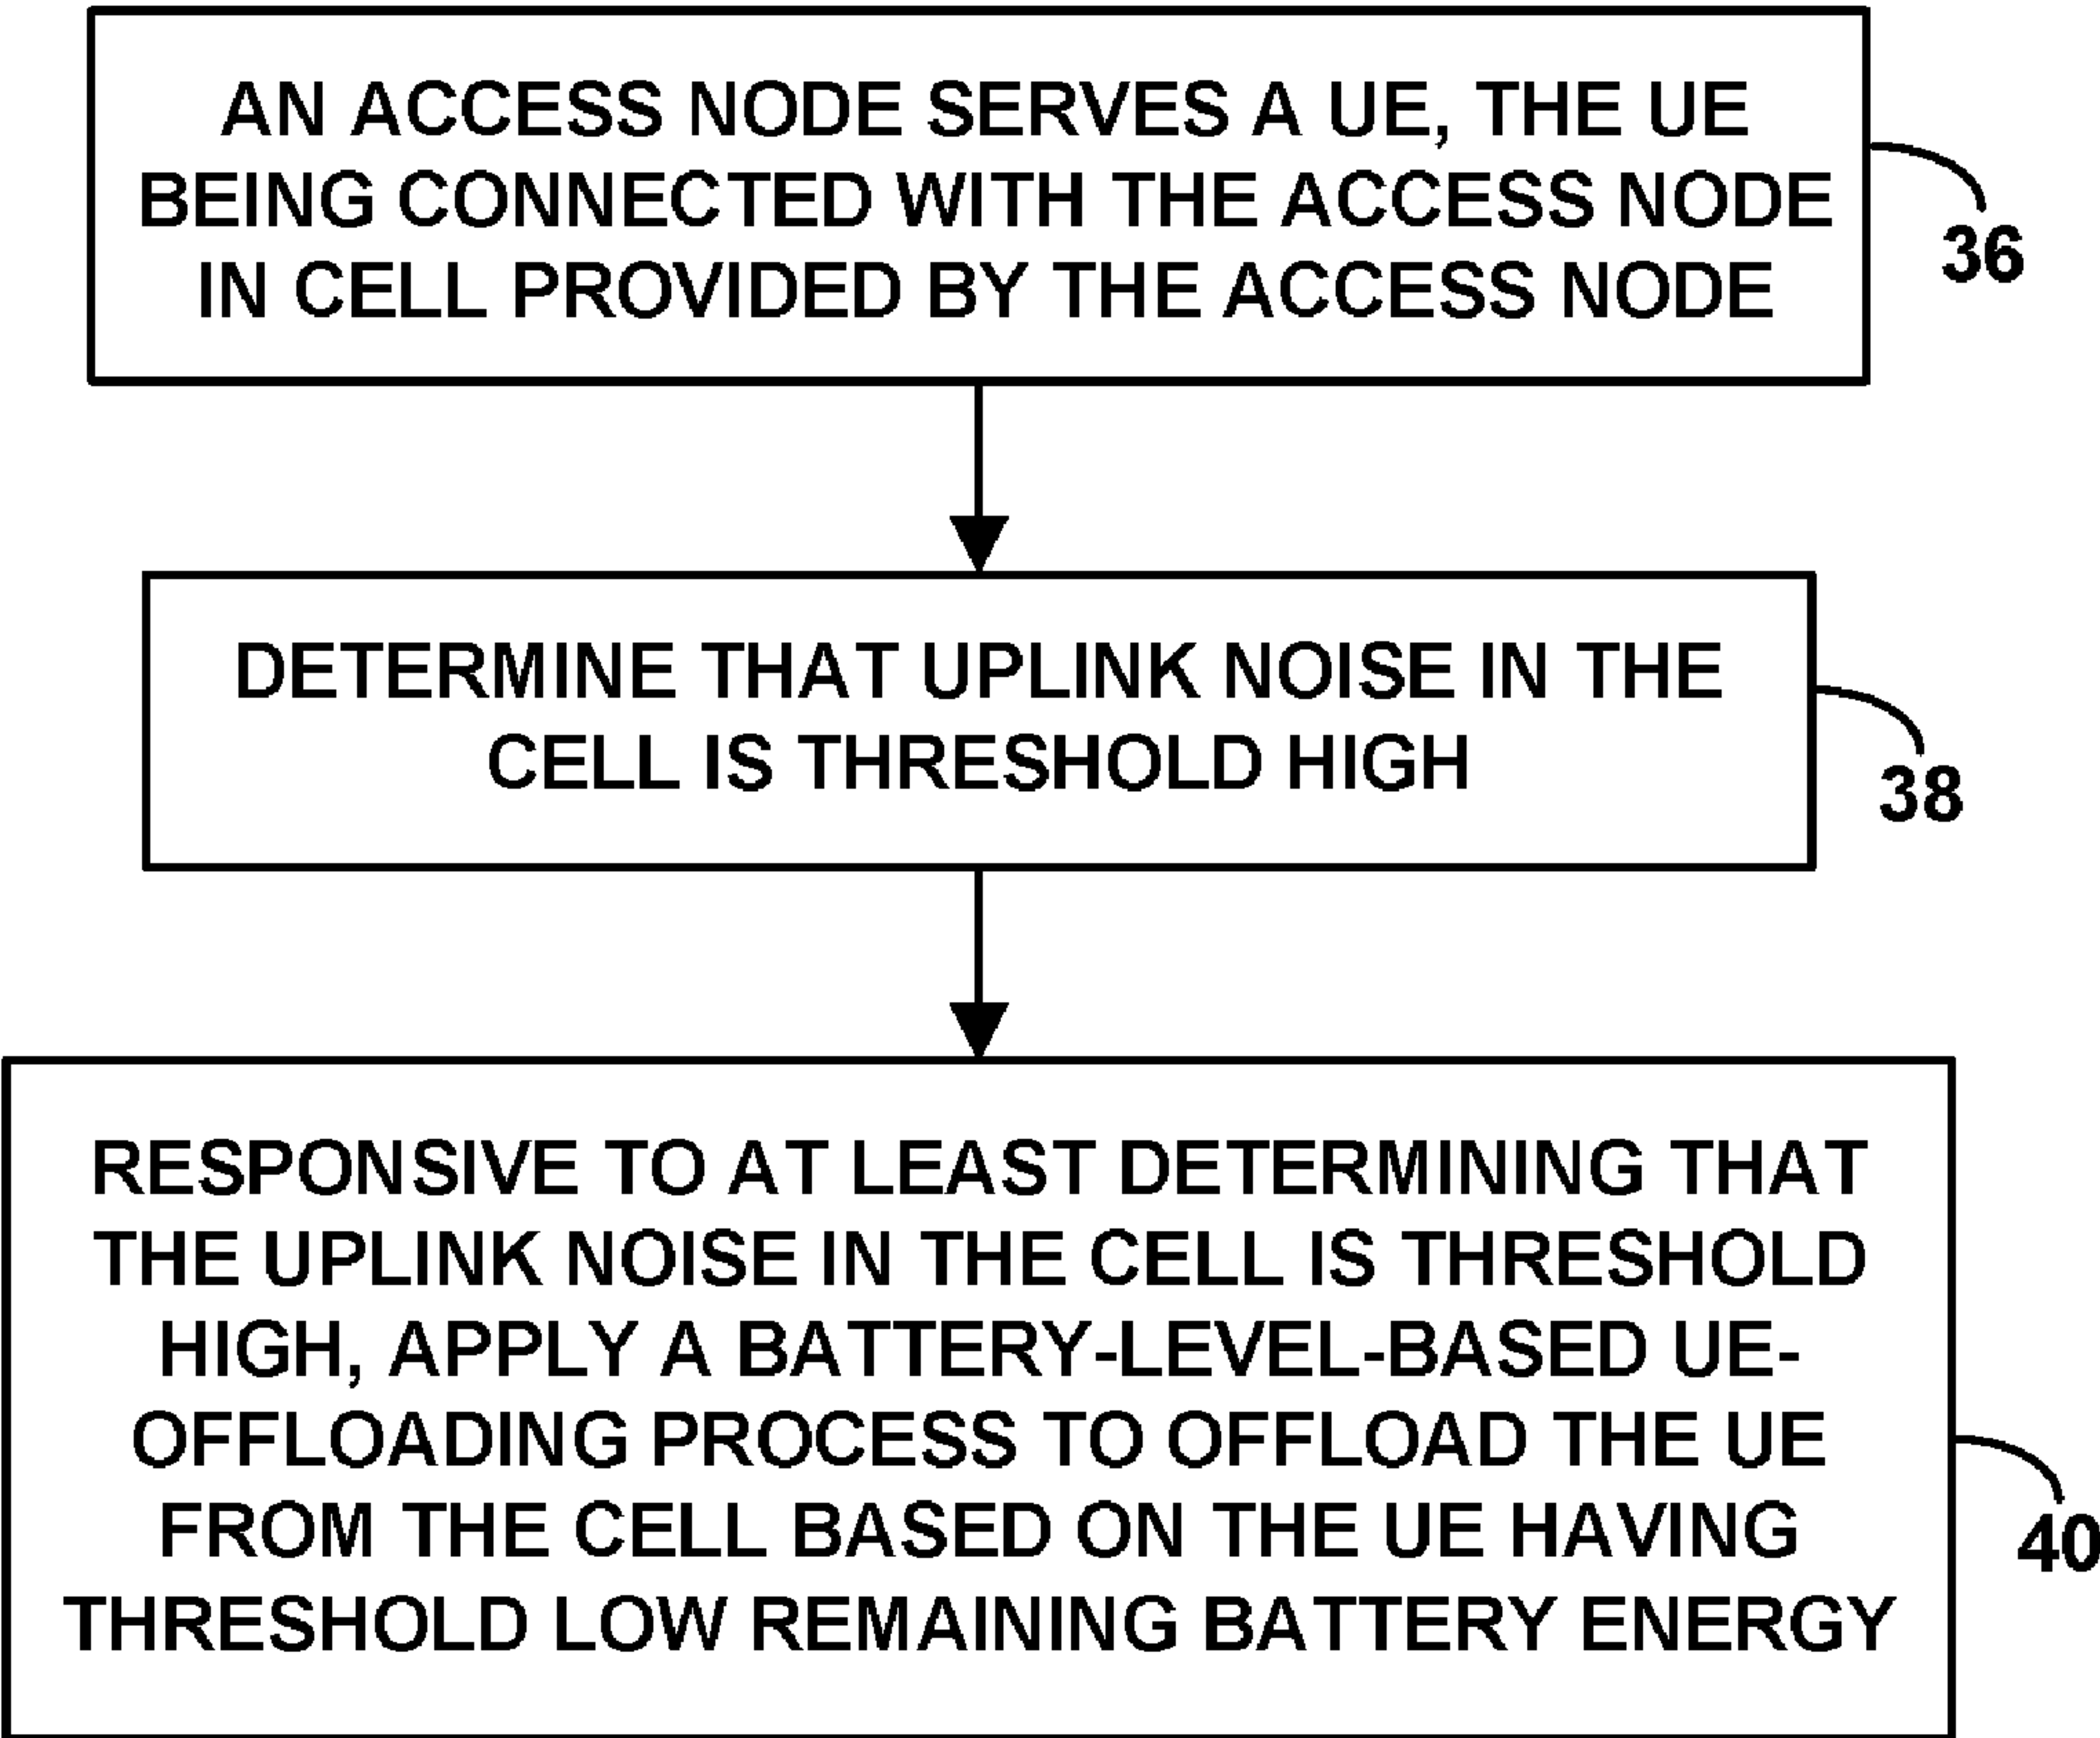 AN ACCESS NODE SERVES A UE, THE UE
BEING CONNECTED WITH THE ACCESS NODE
IN CELL PROVIDED BY THE ACCESS NODE
36
DETERMINE THAT UPLINK NOISE IN THE
CELL IS THRESHOLD HIGH
38
RESPONSIVE TO AT LEAST DETERMINING THAT
THE UPLINK NOISE IN THE CELL IS THRESHOLD
HIGH, APPLY A BATTERY-LEVEL-BASED UE-
OFFLOADING PROCESS TO OFFLOAD THE UE
FROM THE CELL BASED ON THE UE HAVING
THRESHOLD LOW REMAINING BATTERY ENERGY
40